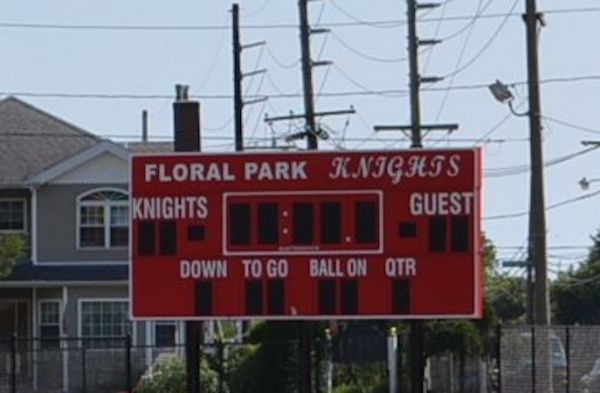 FLORAL PARK KNIGHTS
KNIGHTS GUEST
DOWN TO GO BALL ON QTR